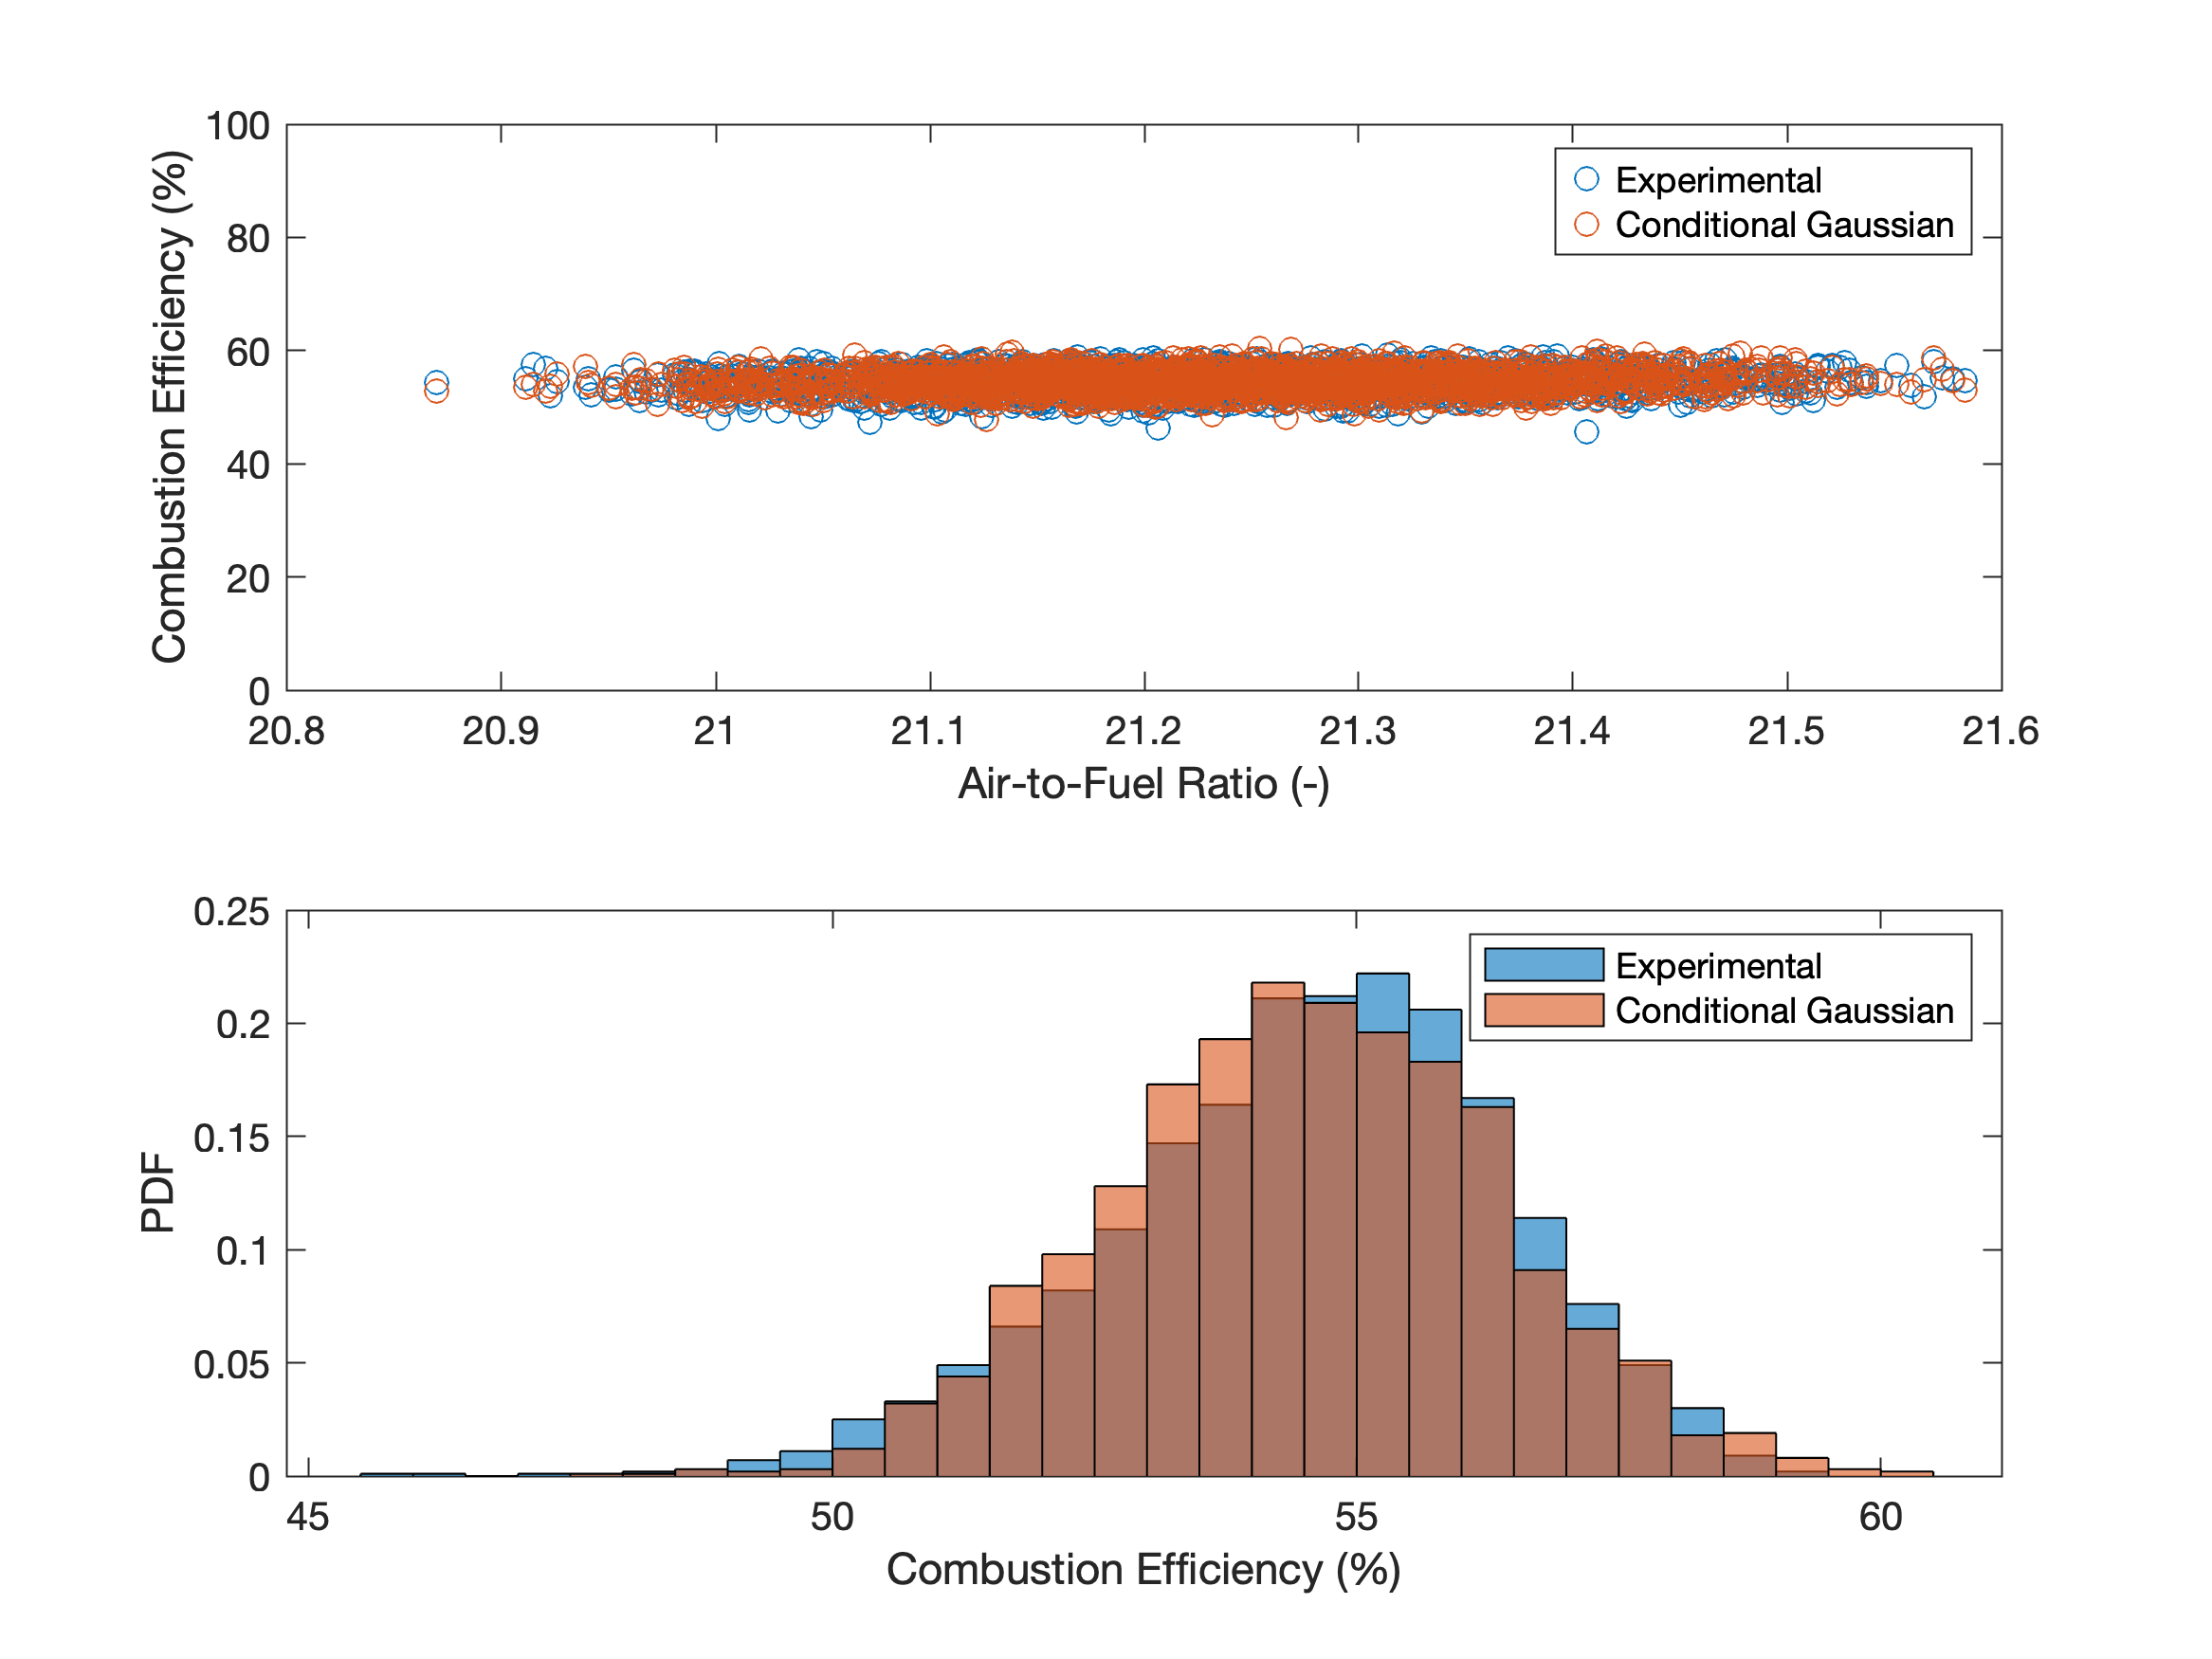 100
80
60
40
20
0
Combustion Efficiency (%)
Experimental
Conditional Gaussian
20.8 20.9 21 21.1 21.2 21.3 21.4 21.5 21.6
Air-to-Fuel Ratio (-)
0.25
0.2
0.15
0.1
0.05
0
PDF
Experimental
Conditional Gaussian
45 50 55 60
Combustion Efficiency (%)